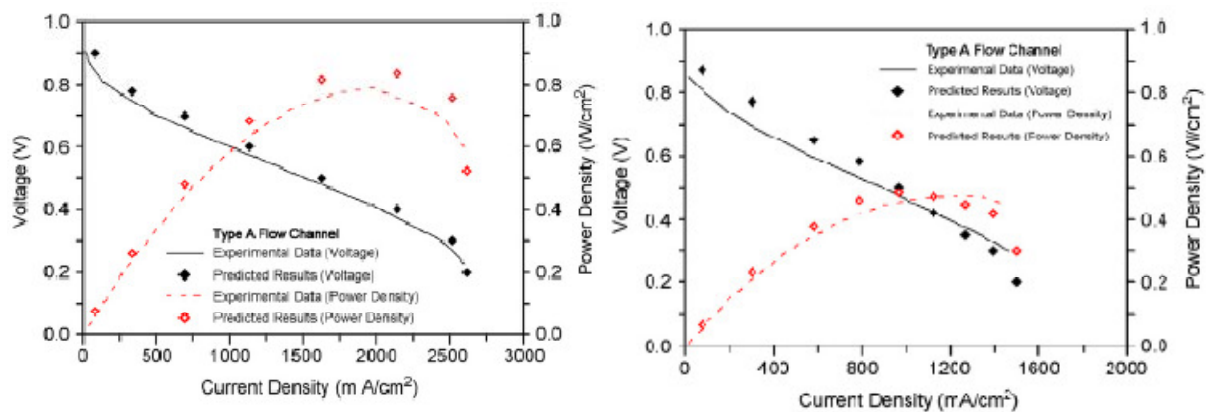 1.0
0.8
0.6
0.4
0.2
0.0
Voltage (V)
1.0
0.8
0.6
0.4
0.2
0.0
Power Density (W/cm²)
Type A Flow Channel
Experimental Data (Voltage)
Predicted Results (Voltage)
Experimental Data (Power Density)
Predicted Results (Power Density)
0 500 1000 1500 2000 2500 3000
Current Density (m A/cm²)
1.0
0.8
0.6
0.4
0.2
0.0
Voltage (V)
1.0
0.8
0.6
0.4
0.2
0.0
Power Density (W/cm²)
Type A Flow Channel
Experimental Data (Voltage)
Predicted Results (Voltage)
Experimental Data (Power Density)
Predicted Results (Power Density)
0 400 800 1200 1600 2000
Current Density (mA/cm²)